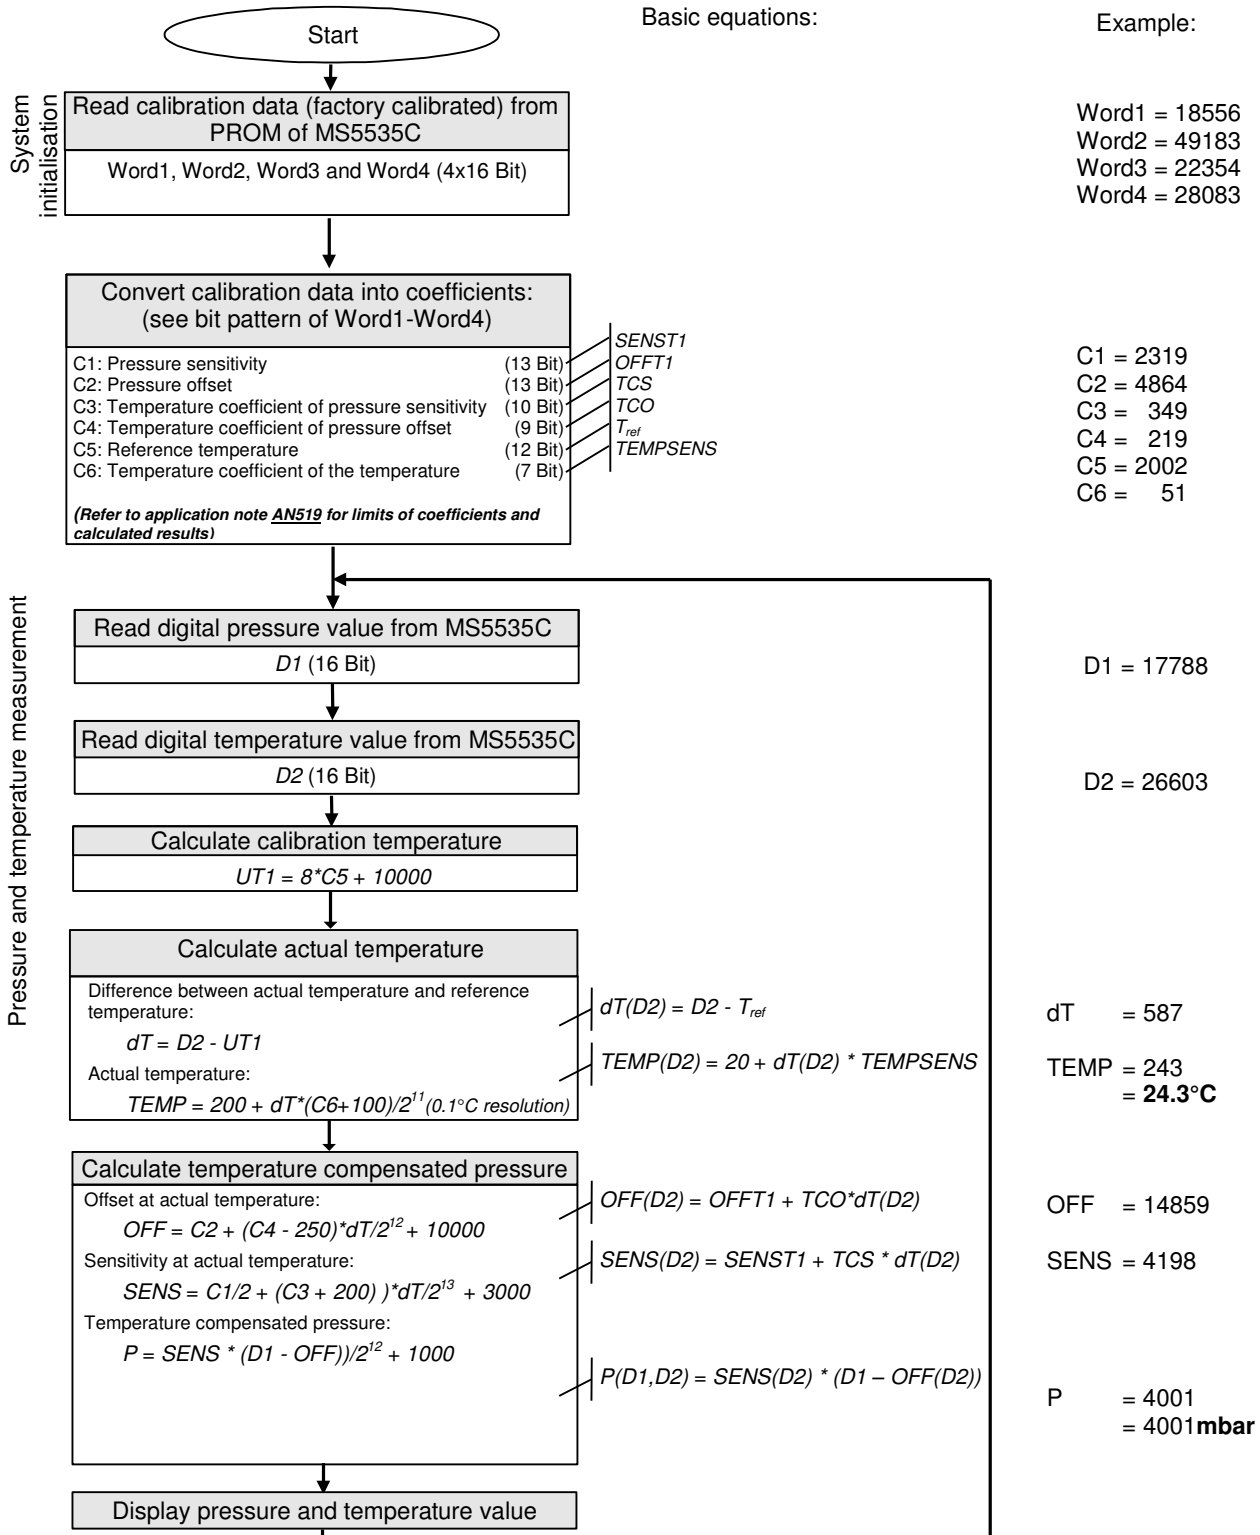 Basic equations:
Example:
Start
System
initialisation
Read calibration data (factory calibrated) from
PROM of MS5535C
Word1, Word2, Word3 and Word4 (4x16 Bit)
Word1 = 18556
Word2 = 49183
Word3 = 22354
Word4 = 28083
Convert calibration data into coefficients:
(see bit pattern of Word1-Word4)
C1: Pressure sensitivity (13 Bit) SENST1
C2: Pressure offset (13 Bit) OFFT1
C3: Temperature coefficient of pressure sensitivity (10 Bit) TCS
C4: Temperature coefficient of pressure offset (9 Bit) TCO
C5: Reference temperature (12 Bit) Tref
C6: Temperature coefficient of the temperature (7 Bit) TEMPSENS
(Refer to application note AN519 for limits of coefficients and
calculated results)
C1 = 2319
C2 = 4864
C3 = 349
C4 = 219
C5 = 2002
C6 = 51
Pressure and temperature measurement
Read digital pressure value from MS5535C
D1 (16 Bit)
D1 = 17788
Read digital temperature value from MS5535C
D2 (16 Bit)
D2 = 26603
Calculate calibration temperature
UT1 = 8*C5 + 10000
Calculate actual temperature
Difference between actual temperature and reference
temperature:
dT = D2 - UT1
dT(D2) = D2 - Tref
dT = 587
Actual temperature:
TEMP = 200 + dT*(C6+100)/2^11 (0.1°C resolution)
TEMP(D2) = 20 + dT(D2) * TEMPSENS
TEMP = 243
= 24.3°C
Calculate temperature compensated pressure
Offset at actual temperature:
OFF = C2 + (C4 - 250)*dT/2^12 + 10000
OFF(D2) = OFFT1 + TCO*dT(D2)
OFF = 14859
Sensitivity at actual temperature:
SENS = C1/2 + (C3 + 200) )*dT/2^13 + 3000
SENS(D2) = SENST1 + TCS * dT(D2)
SENS = 4198
Temperature compensated pressure:
P = SENS * (D1 - OFF))/2^12 + 1000
P(D1,D2) = SENS(D2) * (D1 – OFF(D2))
P = 4001
= 4001mbar
Display pressure and temperature value